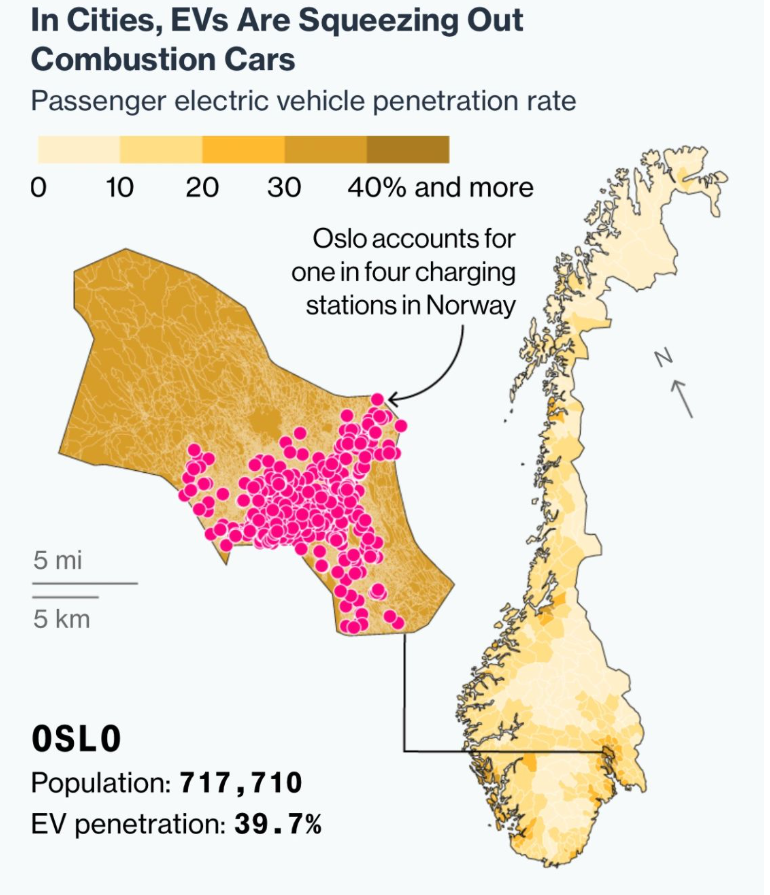 In Cities, EVs Are Squeezing Out
Combustion Cars
Passenger electric vehicle penetration rate
0 10 20 30 40% and more
Oslo accounts for
one in four charging
stations in Norway
N
5 mi
5 km
OSLO
Population: 717,710
EV penetration: 39.7%